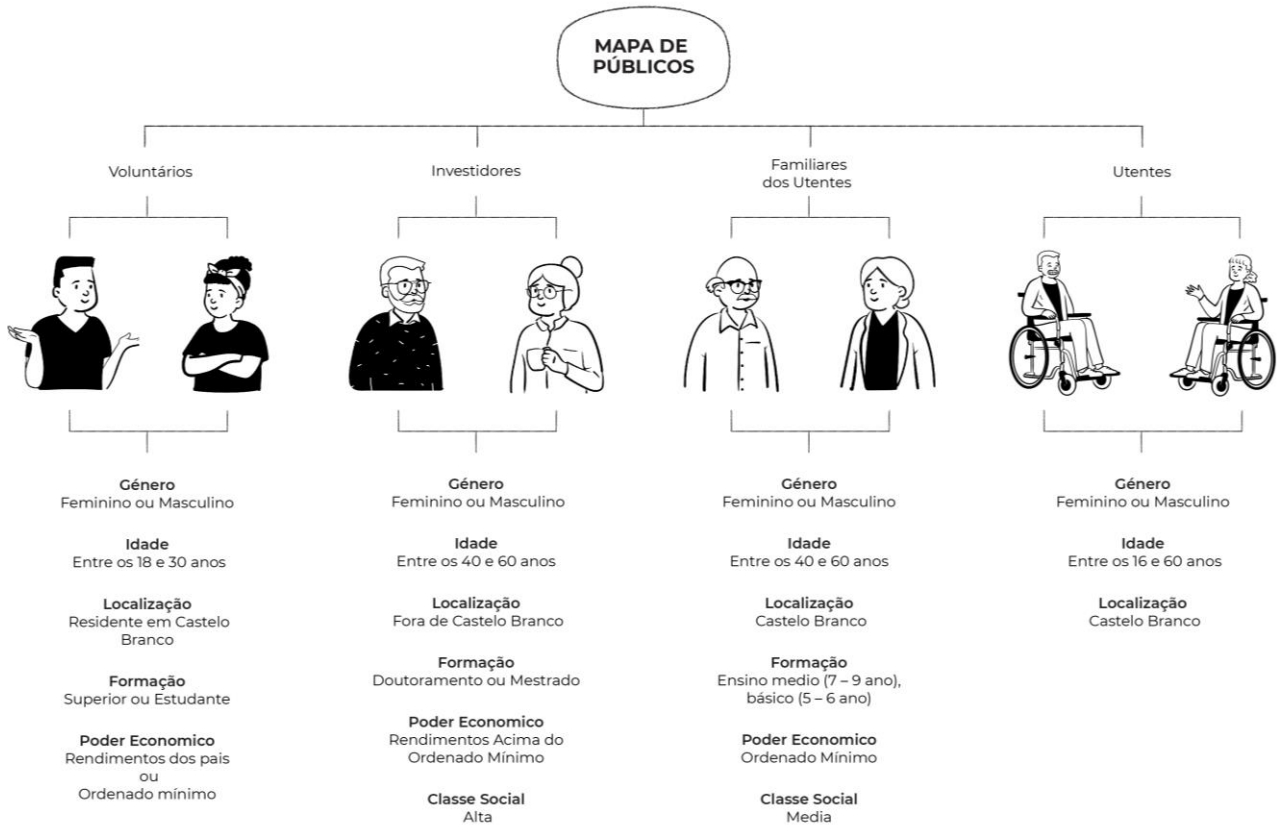 MAPA DE
PÚBLICOS
Voluntários
Investidores
Familiares
dos Utentes
Utentes
Género
Feminino ou Masculino
Idade
Entre os 18 e 30 anos
Localização
Residente em Castelo
Branco
Formação
Superior ou Estudante
Poder Economico
Rendimentos dos pais
ou
Ordenado mínimo
Género
Feminino ou Masculino
Idade
Entre os 40 e 60 anos
Localização
Fora de Castelo Branco
Formação
Doutoramento ou Mestrado
Poder Economico
Rendimentos Acima do
Ordenado Mínimo
Classe Social
Alta
Género
Feminino ou Masculino
Idade
Entre os 40 e 60 anos
Localização
Castelo Branco
Formação
Ensino medio (7 – 9 ano),
básico (5 – 6 ano)
Poder Economico
Ordenado Mínimo
Classe Social
Media
Género
Feminino ou Masculino
Idade
Entre os 16 e 60 anos
Localização
Castelo Branco